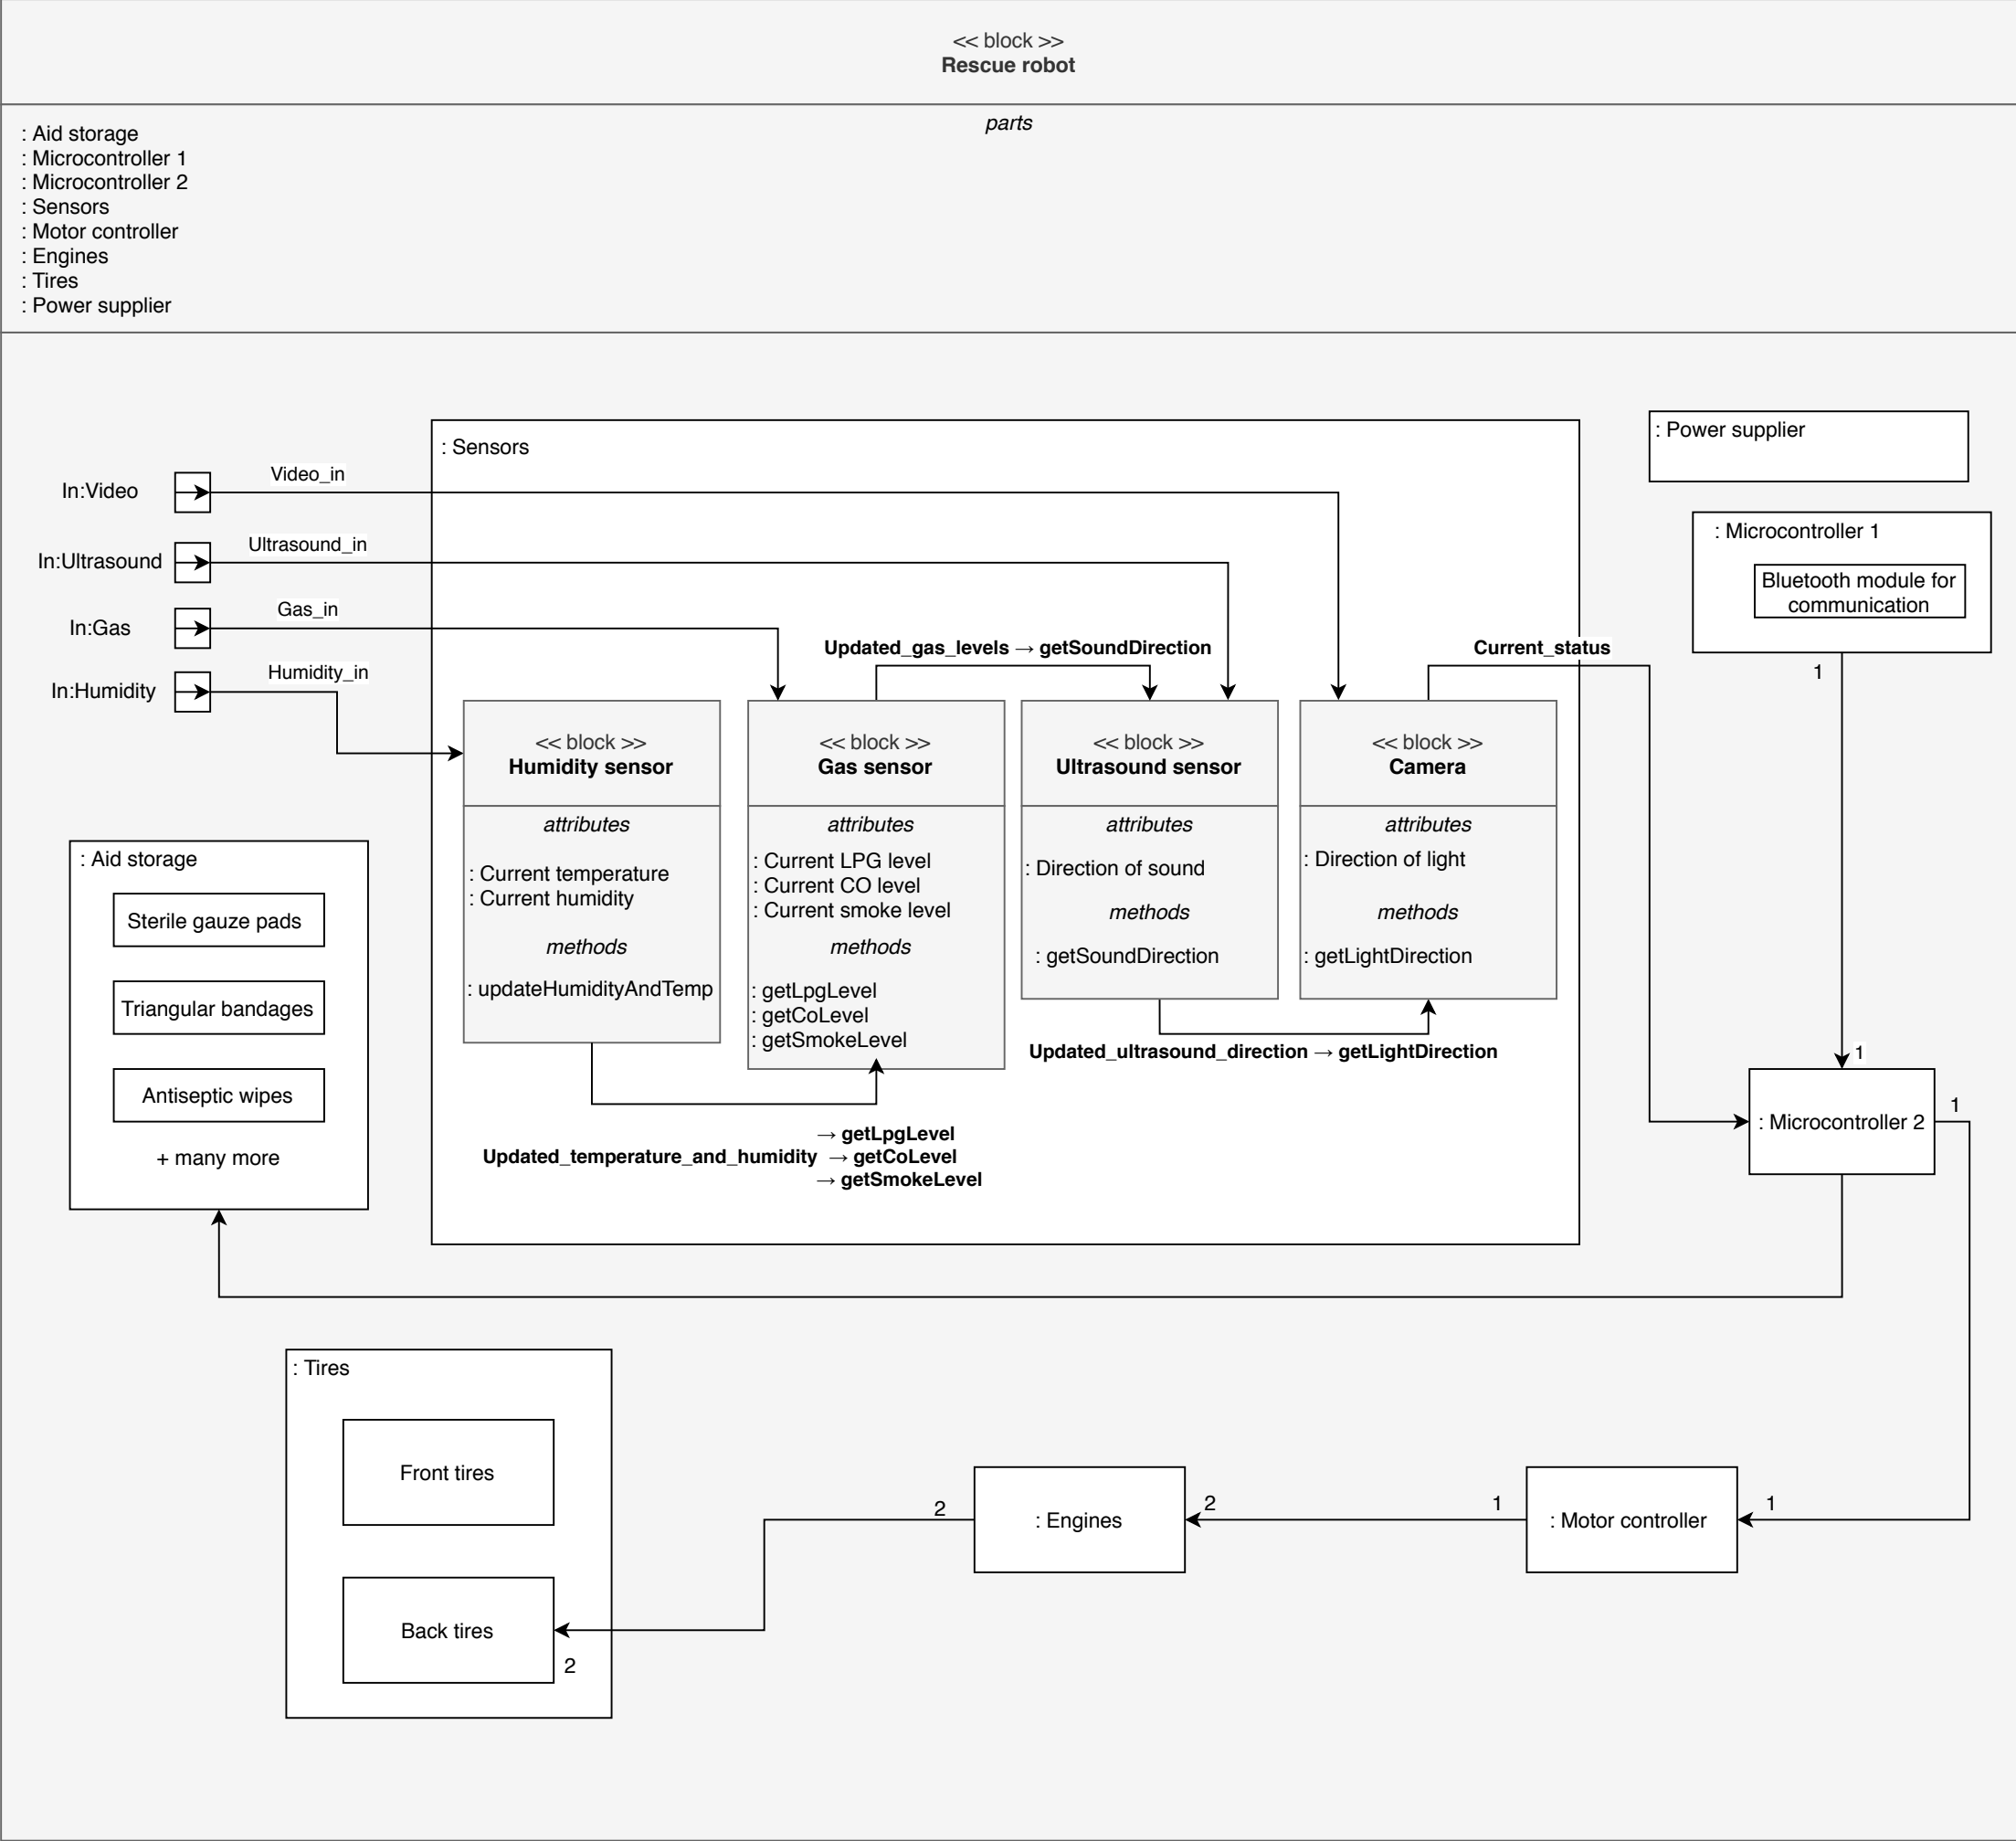 << block >>
Rescue robot
parts
: Aid storage
: Microcontroller 1
: Microcontroller 2
: Sensors
: Motor controller
: Engines
: Tires
: Power supplier
: Sensors
: Power supplier
In:Video
Video_in
In:Ultrasound
Ultrasound_in
In:Gas
Gas_in
In:Humidity
Humidity_in
: Microcontroller 1
Bluetooth module for
communication
1
Updated_gas_levels → getSoundDirection
Current_status
<< block >>
Humidity sensor
attributes
: Current temperature
: Current humidity
methods
: updateHumidityAndTemp
<< block >>
Gas sensor
attributes
: Current LPG level
: Current CO level
: Current smoke level
methods
: getLpgLevel
: getCoLevel
: getSmokeLevel
<< block >>
Ultrasound sensor
attributes
: Direction of sound
methods
: getSoundDirection
<< block >>
Camera
attributes
: Direction of light
methods
: getLightDirection
Updated_ultrasound_direction → getLightDirection
→ getLpgLevel
Updated_temperature_and_humidity → getCoLevel
→ getSmokeLevel
: Aid storage
Sterile gauze pads
Triangular bandages
Antiseptic wipes
+ many more
1
: Microcontroller 2
1
: Tires
Front tires
Back tires
2
2
: Engines
2
1
: Motor controller
1